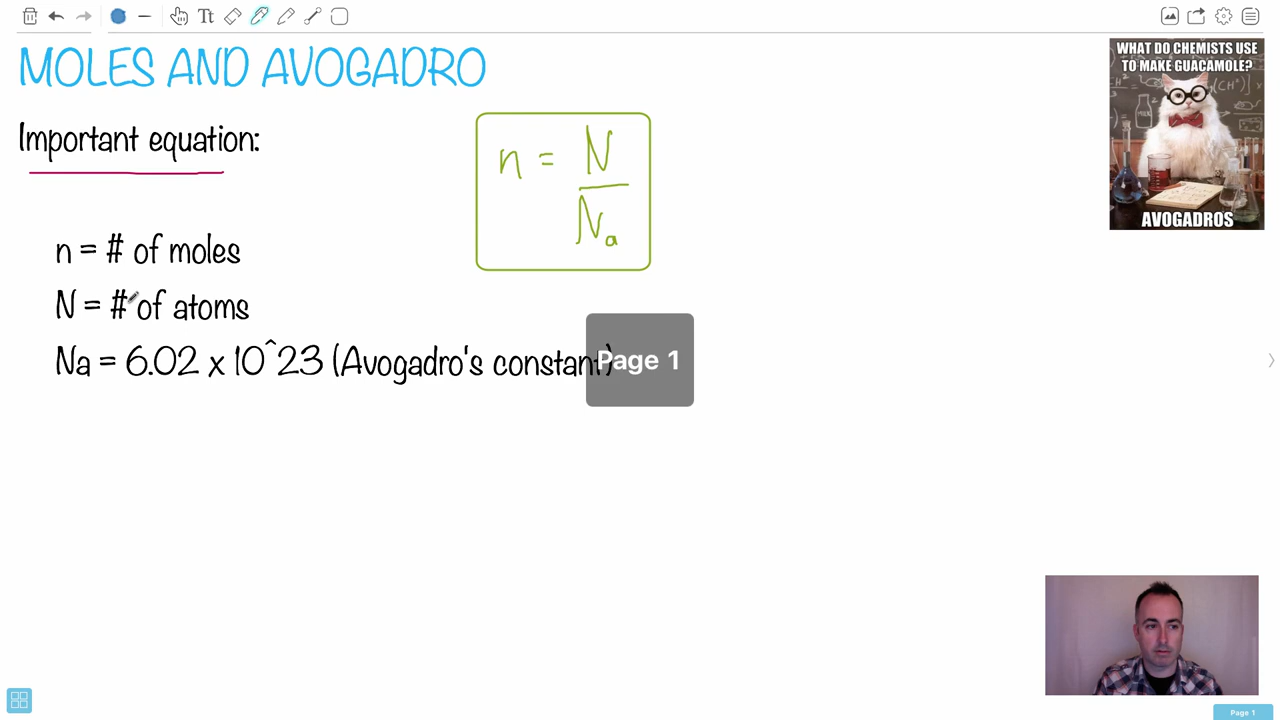 Tt
MOLES AND AVOGADRO
WHAT DO CHEMISTS USE
TO MAKE GUACAMOLE?
AVOGADROS
Important equation:
n = N
Na
n = # of moles
N = # of atoms
Na = 6.02 x 10^23 (Avogadro's constant)
Page 1
Page 1